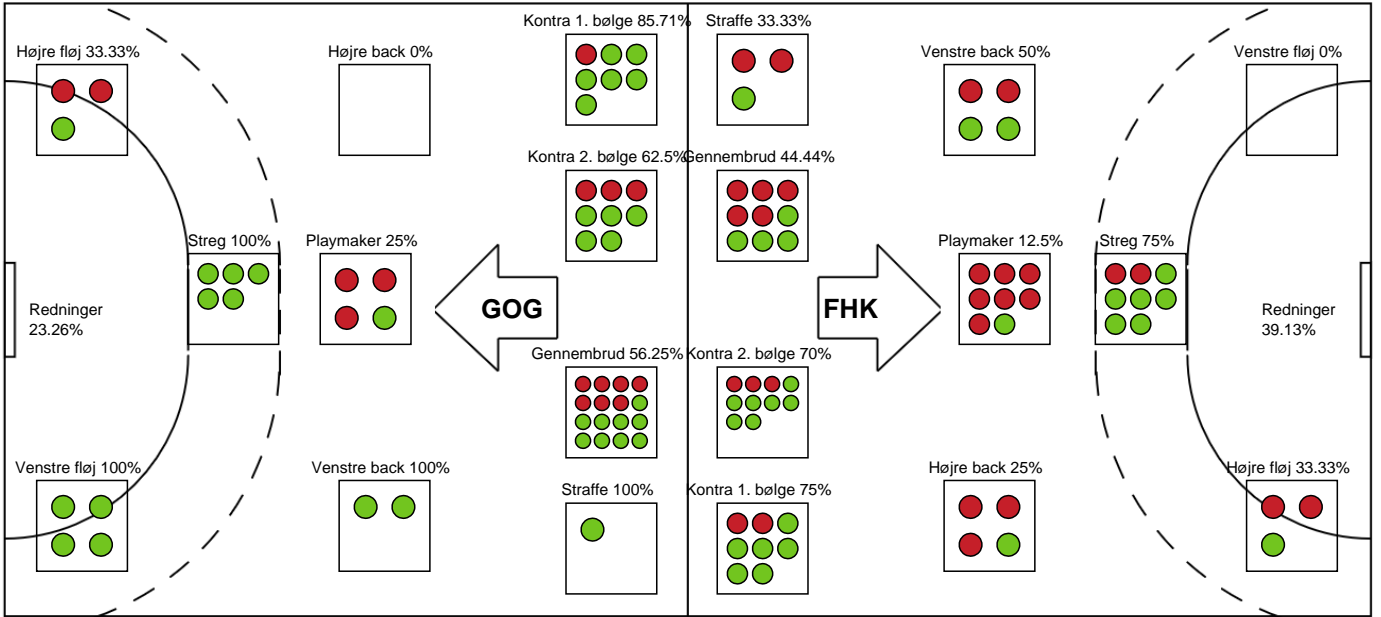 Kontra 1. bølge 85.71%
Straffe 33.33%
Højre fløj 33.33%
Højre back 0%
Venstre back 50%
Venstre fløj 0%
Kontra 2. bølge 62.5%
Gennembrud 44.44%
Streg 100%
Playmaker 25%
Playmaker 12.5%
Streg 75%
Redninger
23.26%
GOG
FHK
Redninger
39.13%
Gennembrud 56.25%
Kontra 2. bølge 70%
Venstre fløj 100%
Venstre back 100%
Straffe 100%
Kontra 1. bølge 75%
Højre back 25%
Højre fløj 33.33%